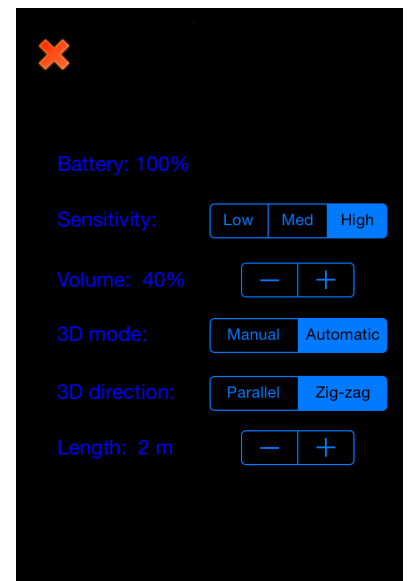 Battery: 100%
Sensitivity: Low Med High
Volume: 40% — +
3D mode: Manual Automatic
3D direction: Parallel Zig-zag
Length: 2 m — +